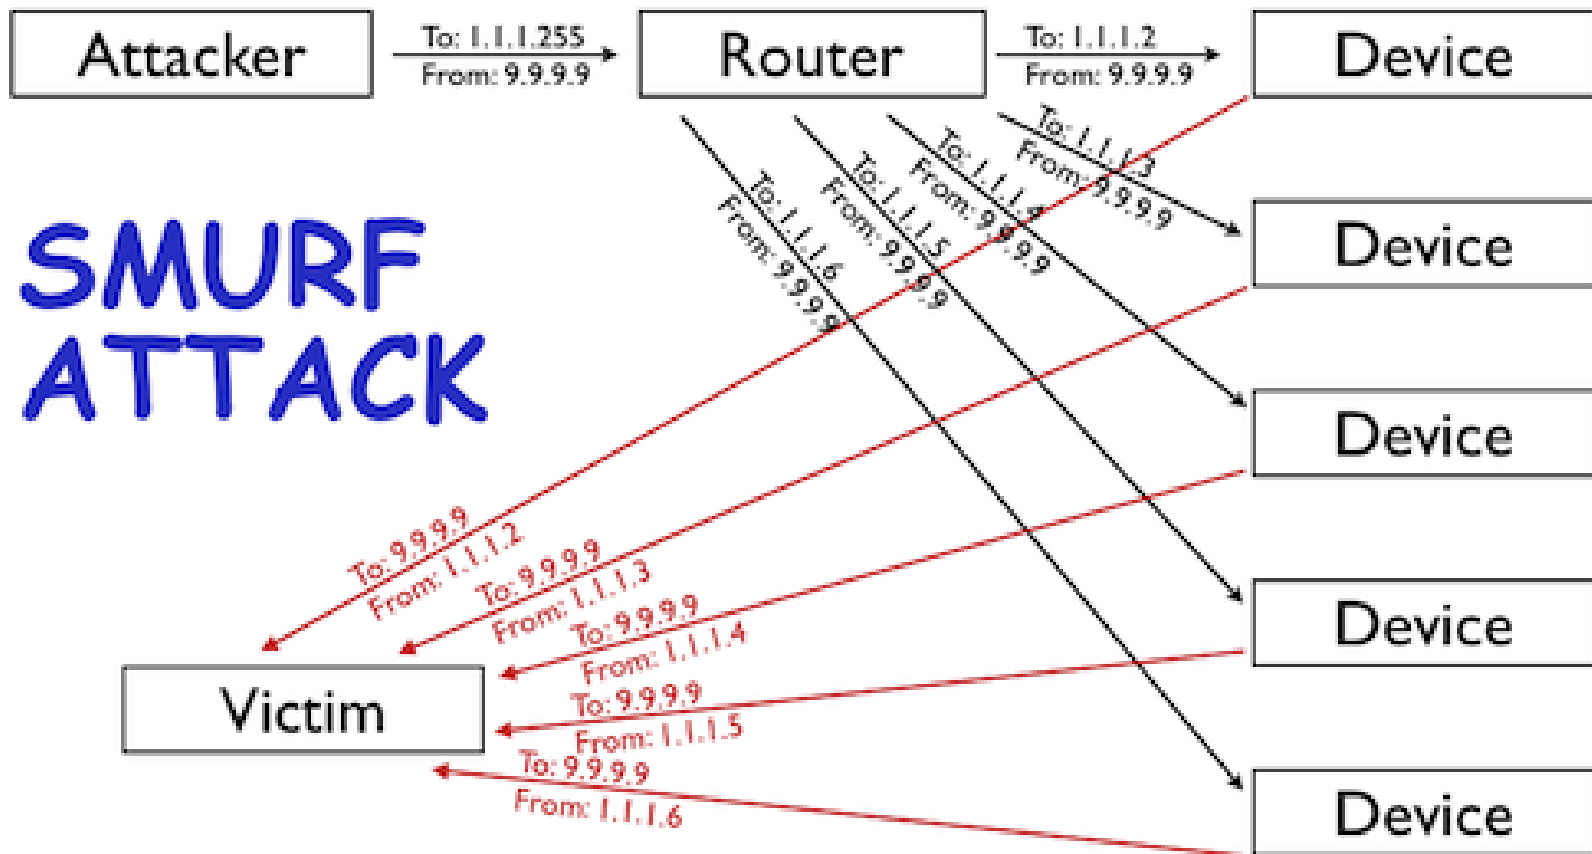 Attacker
To: 1.1.1.255
From: 9.9.9.9
Router
To: 1.1.1.2
From: 9.9.9.9
Device
To: 1.1.1.3
From: 9.9.9.9
To: 1.1.1.4
From: 9.9.9.9
To: 1.1.1.5
From: 9.9.9.9
To: 1.1.1.6
From: 9.9.9.9
Device
SMURF
ATTACK
Device
To: 9.9.9.9
From: 1.1.1.2
To: 9.9.9.9
From: 1.1.1.3
To: 9.9.9.9
From: 1.1.1.4
Device
To: 9.9.9.9
From: 1.1.1.5
Victim
To: 9.9.9.9
From: 1.1.1.6
Device